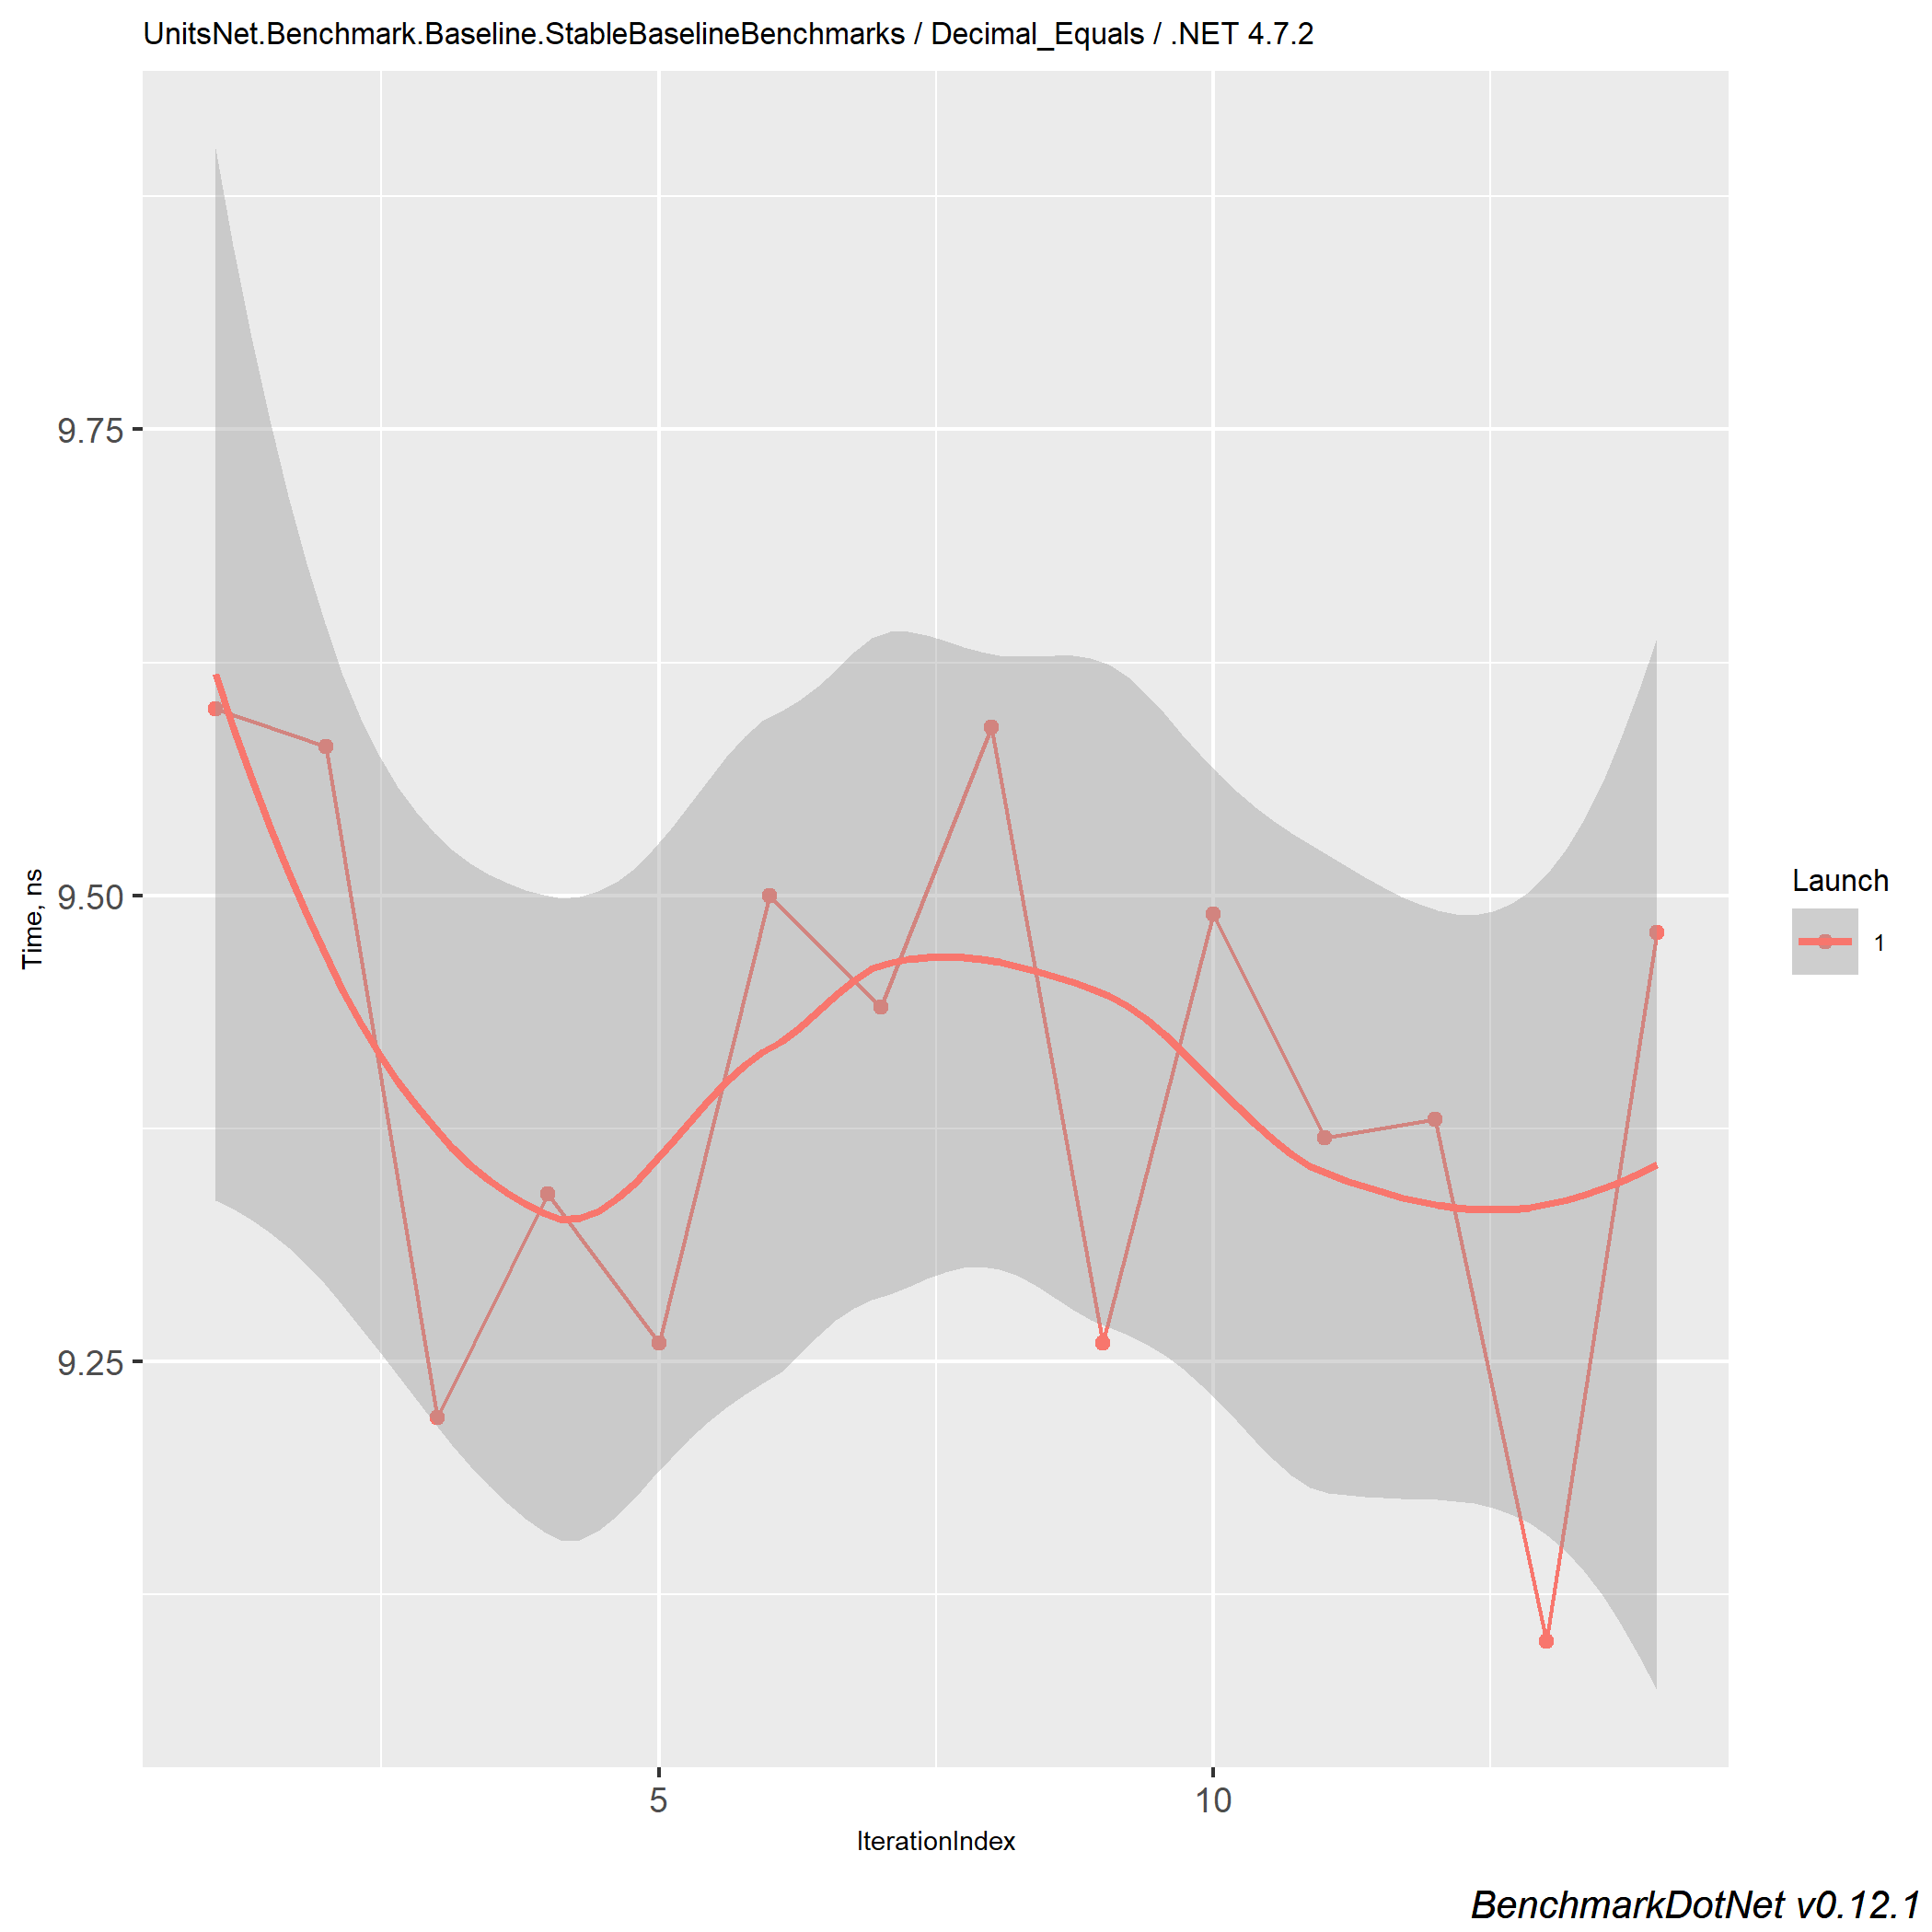 UnitsNet.Benchmark.Baseline.StableBaselineBenchmarks / Decimal_Equals / .NET 4.7.2
9.75
9.50
9.25
Time, ns
5
10
IterationIndex
Launch
1
BenchmarkDotNet v0.12.1